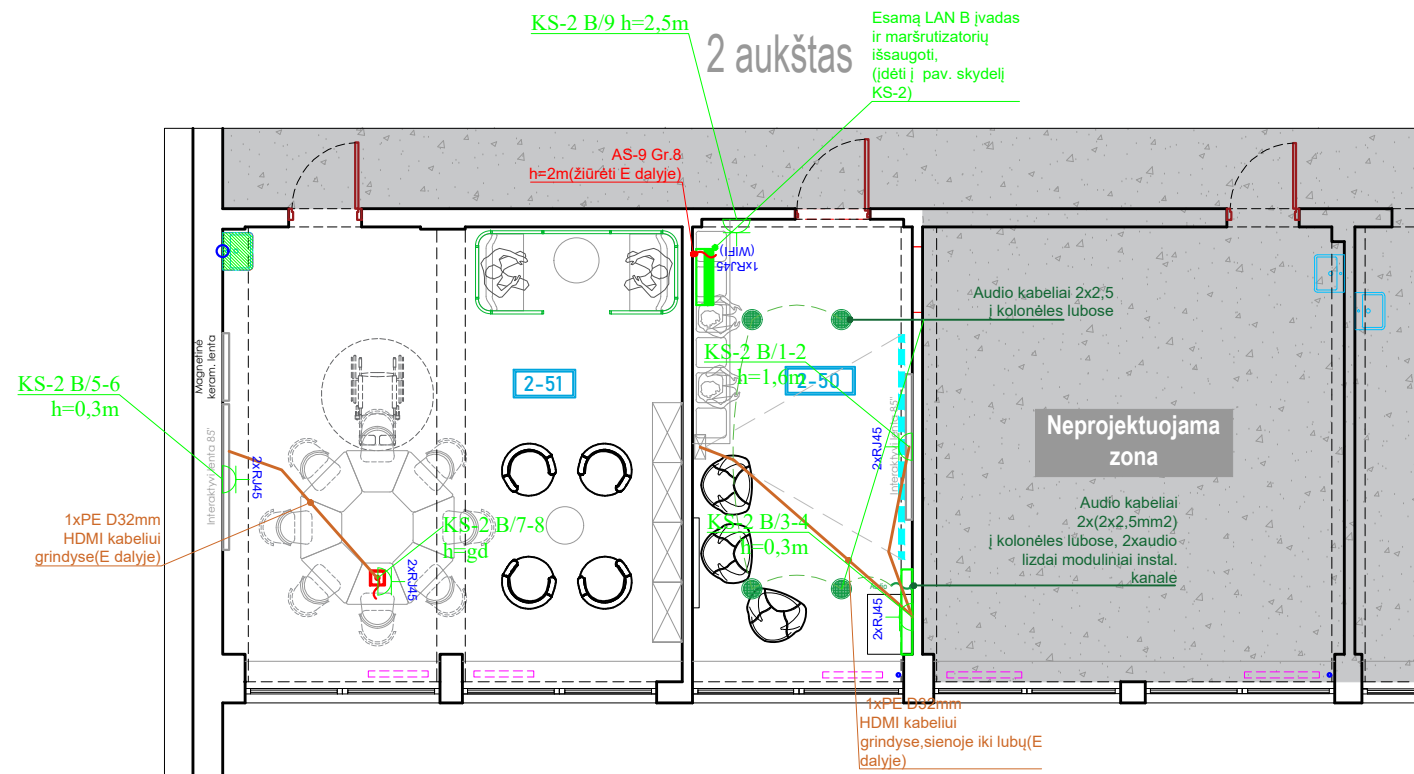 KS-2 B/9 h=2,5m
2 aukštas
Esamą LAN B įvadas
ir maršrutizatorių
išsaugoti,
(įdėti į pav. skydelį
KS-2)
AS-9 Gr.8
h=2m(žiūrėti E dalyje)
1xRJ45
(WIFI)
Audio kabeliai 2x2,5
į kolonėles lubose
Magnetinė
keram. lenta
KS-2 B/5-6
h=0,3m
2-51
KS-2 B/1-2
h=1,6m
2-50
Interaktyvi lenta 85"
2xRJ45
Interaktyvi lenta 85"
2xRJ45
Neprojektuojama
zona
1xPE D32mm
HDMI kabeliui
grindyse(E dalyje)
KS-2 B/7-8
h=gd
2xRJ45
KS-2 B/3-4
h=0,3m
Audio kabeliai
2x(2x2,5mm2)
į kolonėles lubose, 2xaudio
lizdai moduliniai instal.
kanale
2xRJ45
1xPE D32mm
HDMI kabeliui
grindyse,sienoje iki lubų(E
dalyje)